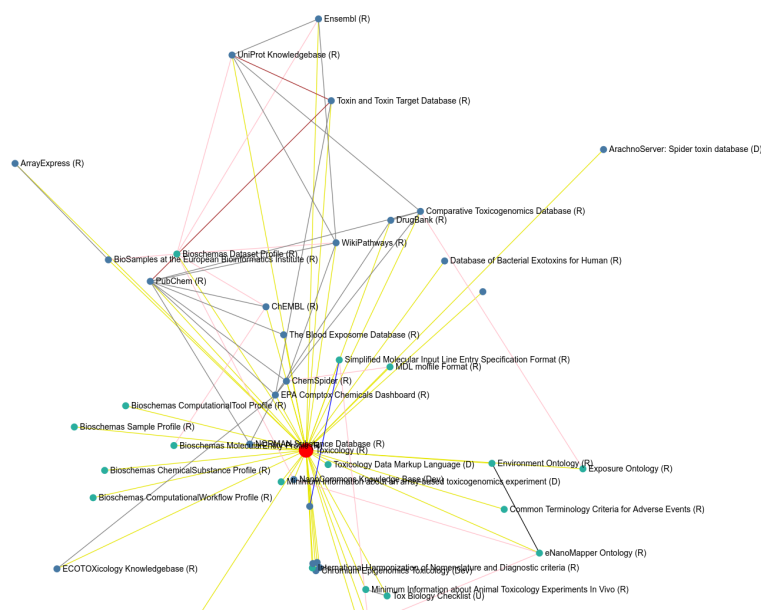 Ensembl (R)
UniProt Knowledgebase (R)
Toxin and Toxin Target Database (R)
ArachnoServer: Spider toxin database (D)
ArrayExpress (R)
Comparative Toxicogenomics Database (R)
DrugBank (R)
WikiPathways (R)
Bioschemas Dataset Profile (R)
BioSamples at the European Bioinformatics Institute (R)
Database of Bacterial Exotoxins for Human (R)
PubChem (R)
ChEMBL (R)
The Blood Exposome Database (R)
Simplified Molecular Input Line Entry Specification Format (R)
MDL molfile Format (R)
ChemSpider (R)
EPA Comptox Chemicals Dashboard (R)
Bioschemas ComputationalTool Profile (R)
Bioschemas Sample Profile (R)
NORMAN Substance Database (R)
Bioschemas MolecularEntity Profile (R)
Toxicology (R)
Toxicology Data Markup Language (D)
Environment Ontology (R)
Exposure Ontology (R)
Bioschemas ChemicalSubstance Profile (R)
NanoCommons Knowledge Base (Dev)
Minimum Information about an array-based toxicogenomics experiment (D)
Bioschemas ComputationalWorkflow Profile (R)
Common Terminology Criteria for Adverse Events (R)
eNanoMapper Ontology (R)
ECOTOXicology Knowledgebase (R)
International Harmonization of Nomenclature and Diagnostic criteria (R)
Chromium Epigenomics Toxicology (Dev)
Minimum Information about Animal Toxicology Experiments In Vivo (R)
Tox Biology Checklist (U)